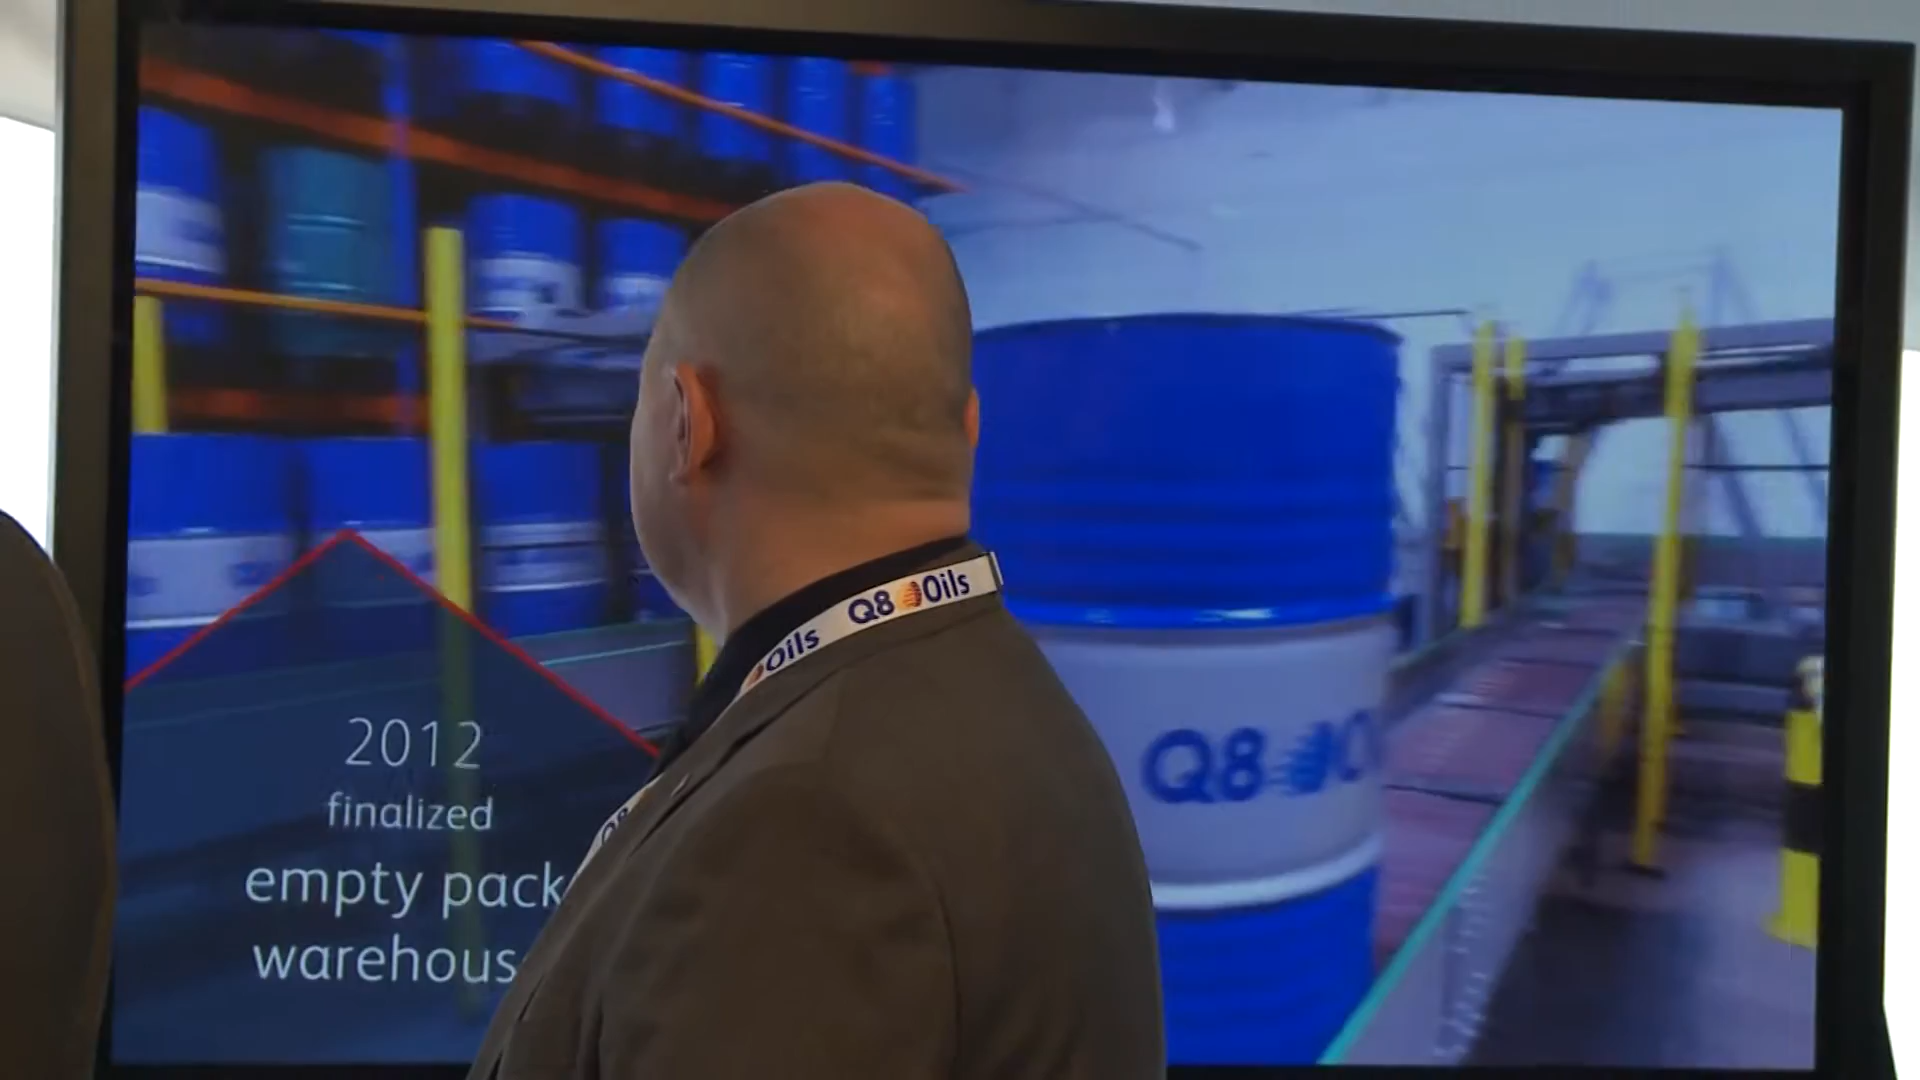 Q8 Oils
Oils
Q8
Q8
2012
finalized
empty pack
warehous